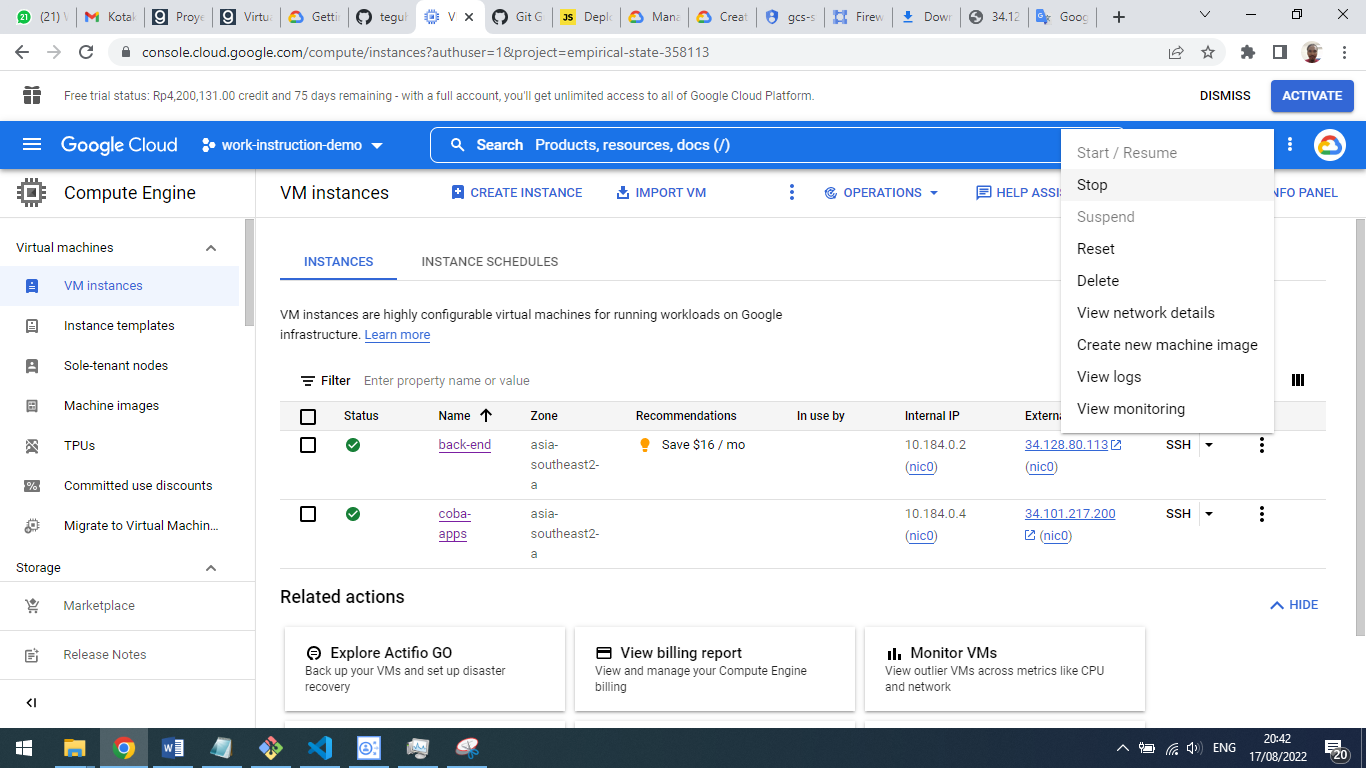 (21) W
Kotak
Proye
Virtua
Gettin
teguh
V
Git G
JS Deplo
Mana
Creat
gcs-s
Firew
Down
34.12
Goog
console.cloud.google.com/compute/instances?authuser=1&project=empirical-state-358113
Free trial status: Rp4,200,131.00 credit and 75 days remaining - with a full account, you'll get unlimited access to all of Google Cloud Platform.
DISMISS
ACTIVATE
Google Cloud
work-instruction-demo
Search Products, resources, docs (/)
Compute Engine
VM instances
CREATE INSTANCE
IMPORT VM
OPERATIONS
HELP ASSIS
NFO PANEL
Start / Resume
Stop
Suspend
Reset
Delete
View network details
Create new machine image
View logs
View monitoring
Virtual machines
VM instances
Instance templates
Sole-tenant nodes
Machine images
TPUs
Committed use discounts
Migrate to Virtual Machin...
Storage
Marketplace
Release Notes
INSTANCES
INSTANCE SCHEDULES
VM instances are highly configurable virtual machines for running workloads on Google
infrastructure. Learn more
Filter Enter property name or value
Status Name Zone Recommendations In use by Internal IP Externa
back-end asia- Save $16 / mo 10.184.0.2 34.128.80.113 SSH
southeast2- (nic0) (nic0)
a
coba- asia- 10.184.0.4 34.101.217.200 SSH
apps southeast2- (nic0) (nic0)
a
Related actions
HIDE
Explore Actifio GO
Back up your VMs and set up disaster
recovery
View billing report
View and manage your Compute Engine
billing
Monitor VMs
View outlier VMs across metrics like CPU
and network
ENG
20:42
17/08/2022
20